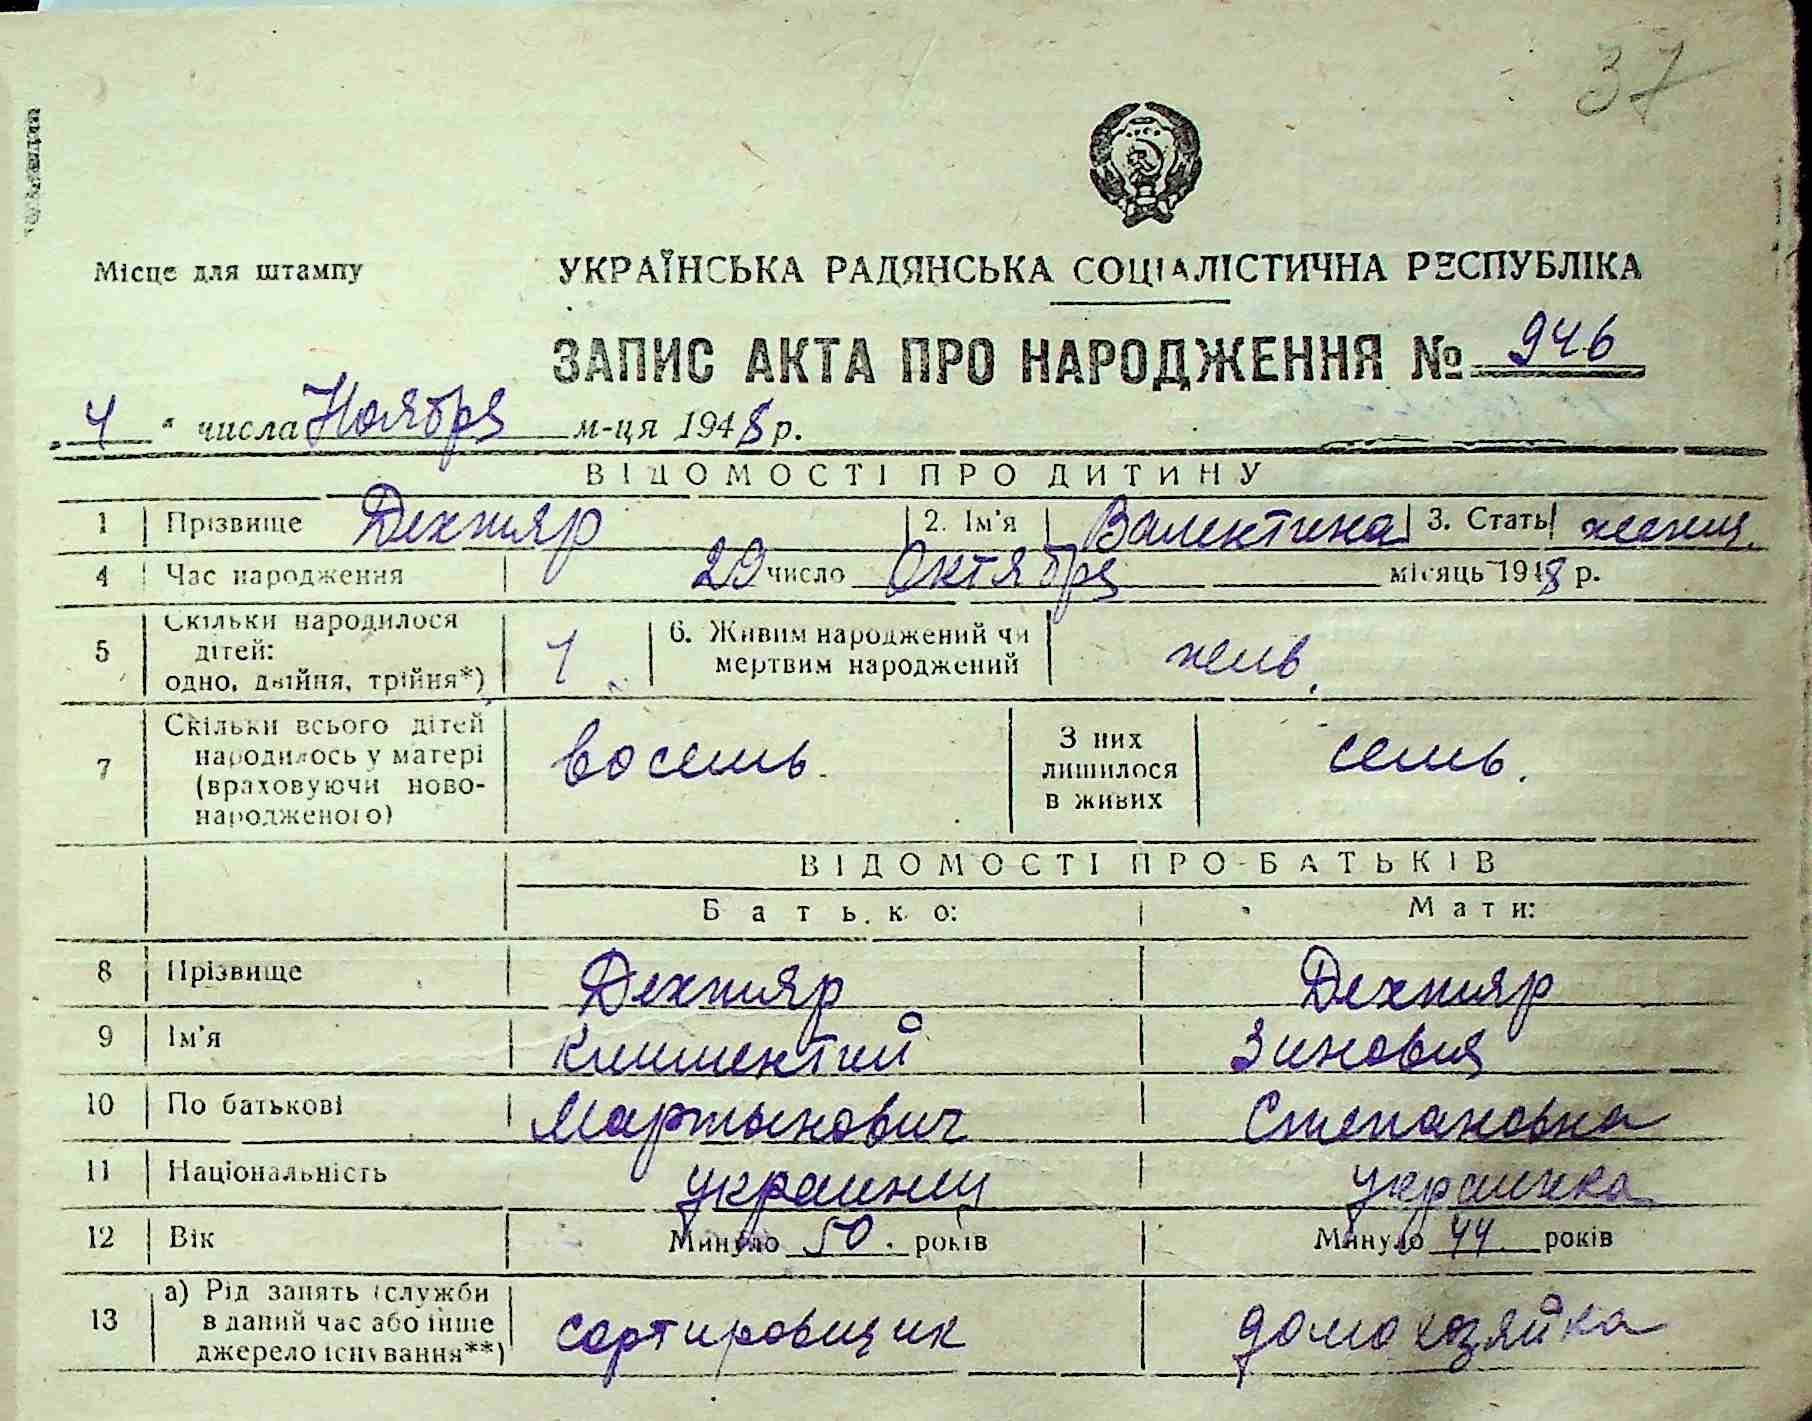 37
Місце для штампу
УКРАЇНСЬКА РАДЯНСЬКА СОЦІАЛІСТИЧНА РЕСПУБЛІКА
ЗАПИС АКТА ПРО НАРОДЖЕННЯ № 946
„ 4 “ числа Ноября м-ця 1948 р.
ВІДОМОСТІ ПРО ДИТИНУ
1 Прізвище Дехтяр 2. Ім'я Валентина 3. Стать женщ.
4 Час народження 29 число Октября місяць 1948 р.
5 Скільки народилося дітей: одно, двійня, трійня*) 1 6. Живим народжений чи мертвим народжений жив.
7 Скільки всього дітей народилось у матері (враховуючи новонародженого) восемь. З них лишилося в живих семь.
ВІДОМОСТІ ПРО БАТЬКІВ
Батько: Мати:
8 Прізвище Дехтяр Дехтяр
9 Ім'я Климентий Зиновия
10 По батькові Мартынович Степановна
11 Національність украинец украинка
12 Вік Минуло 50. років Минуло 44 років
13 а) Рід занять (служби в даний час або інше джерело існування**) сортировщик домохозяйка